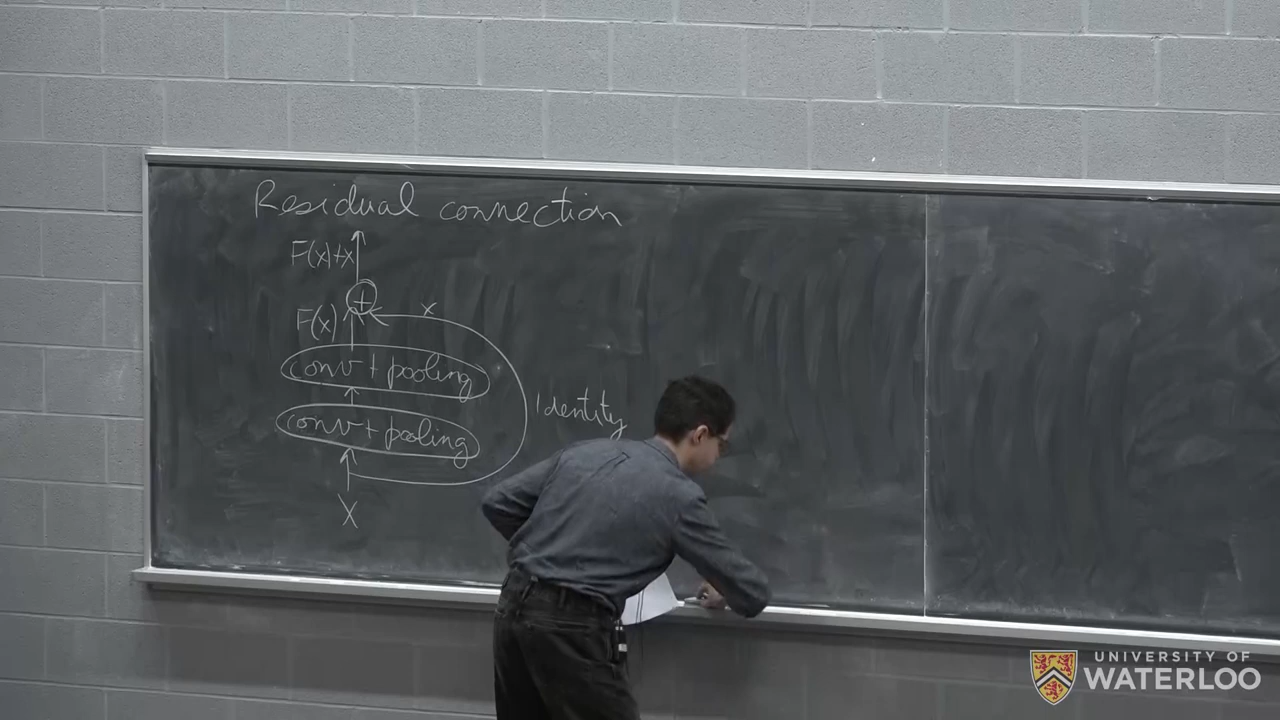 Residual connection
F(x)+x
+
F(x)
x
conv + pooling
Identity
conv + pooling
X
UNIVERSITY OF
WATERLOO